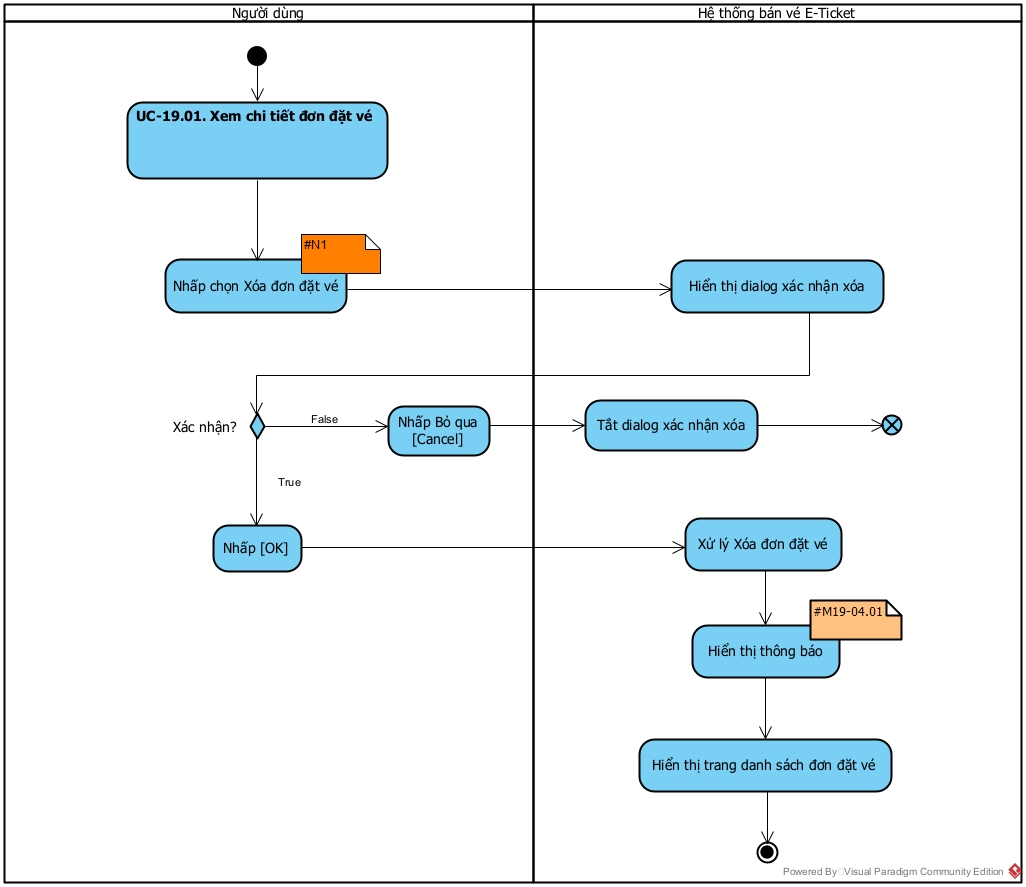 Người dùng
Hệ thống bán vé E-Ticket
UC-19.01. Xem chi tiết đơn đặt vé
#N1
Nhấp chọn Xóa đơn đặt vé
Hiển thị dialog xác nhận xóa
Xác nhận?
False
Nhấp Bỏ qua
[Cancel]
Tắt dialog xác nhận xóa
True
Nhấp [OK]
Xử lý Xóa đơn đặt vé
#M19-04.01
Hiển thị thông báo
Hiển thị trang danh sách đơn đặt vé
Powered By Visual Paradigm Community Edition